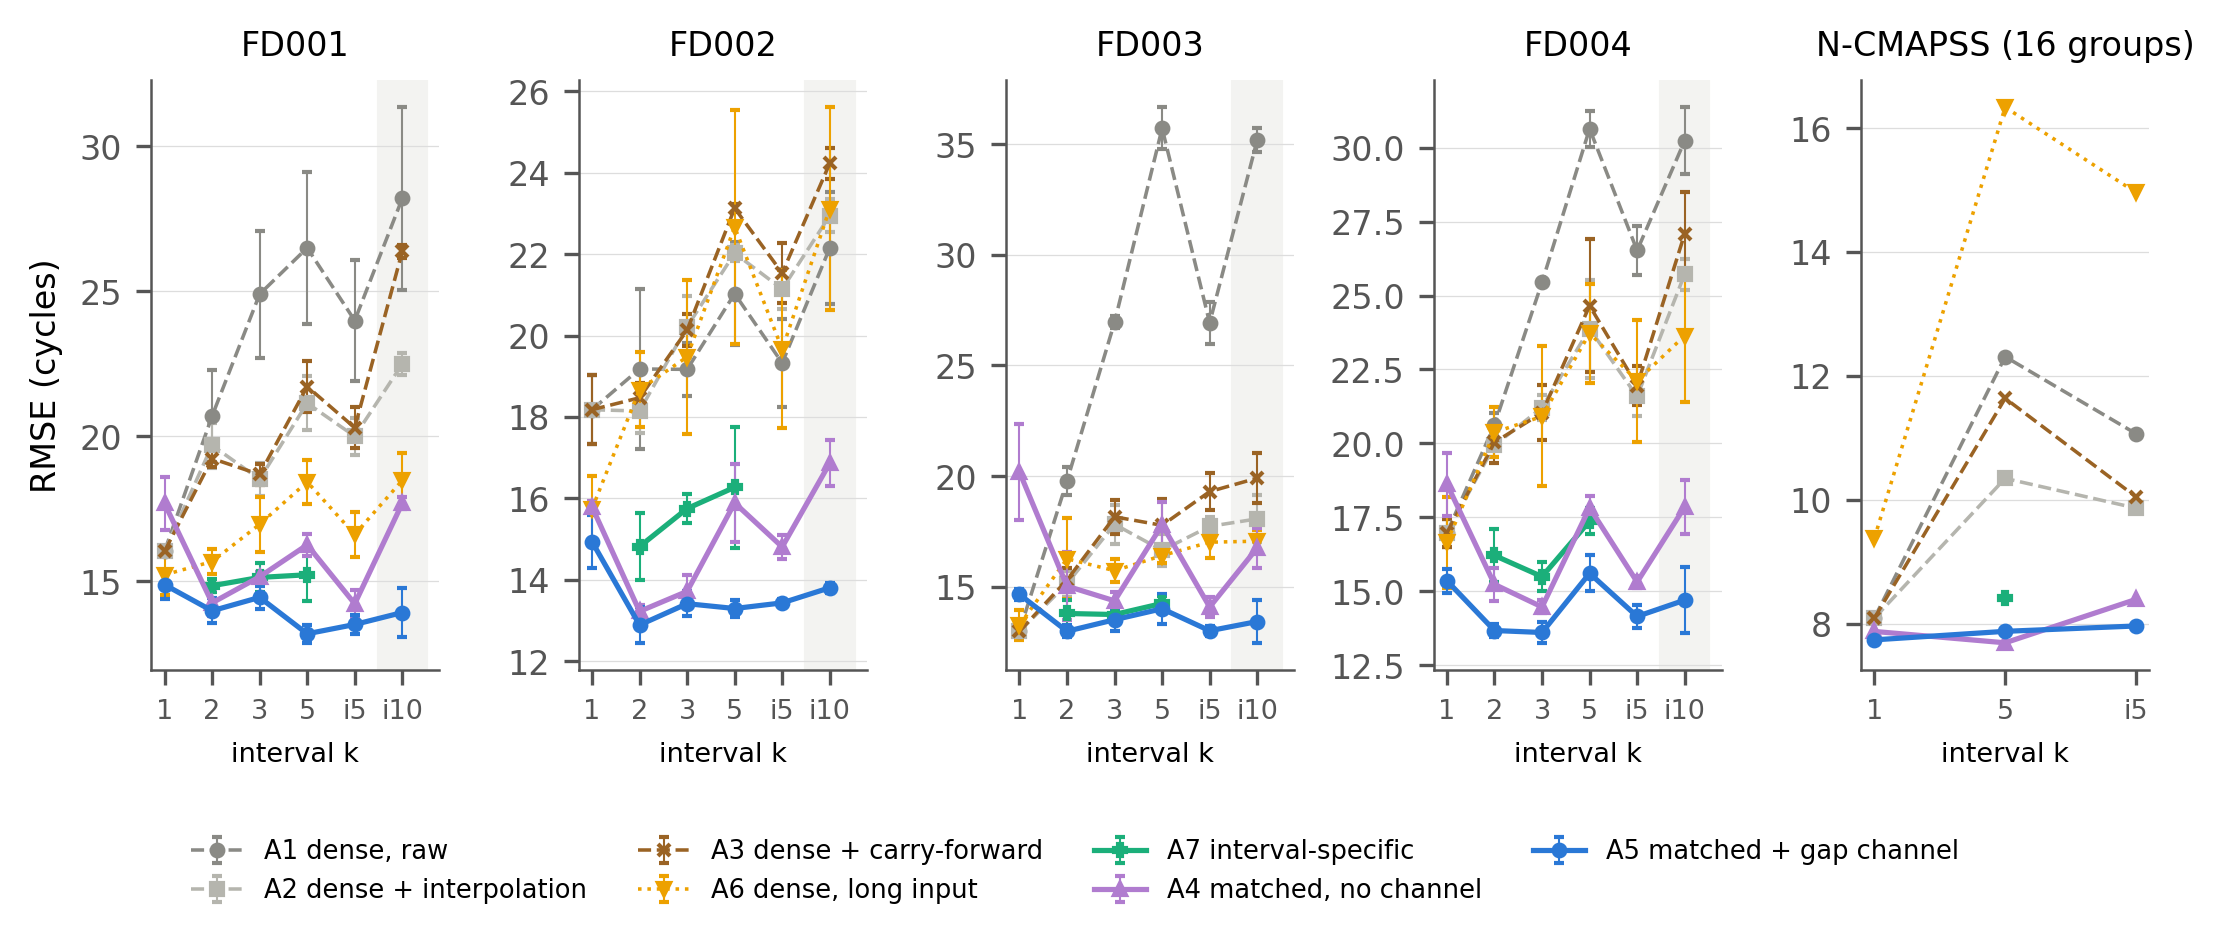 FD001
FD002
FD003
FD004
N-CMAPSS (16 groups)
RMSE (cycles)
30
25
20
15
26
24
22
20
18
16
14
12
35
30
25
20
15
30.0
27.5
25.0
22.5
20.0
17.5
15.0
12.5
16
14
12
10
8
1 2 3 5 i5 i10
1 2 3 5 i5 i10
1 2 3 5 i5 i10
1 2 3 5 i5 i10
1 5 i5
interval k
interval k
interval k
interval k
interval k
A1 dense, raw
A2 dense + interpolation
A3 dense + carry-forward
A6 dense, long input
A7 interval-specific
A4 matched, no channel
A5 matched + gap channel